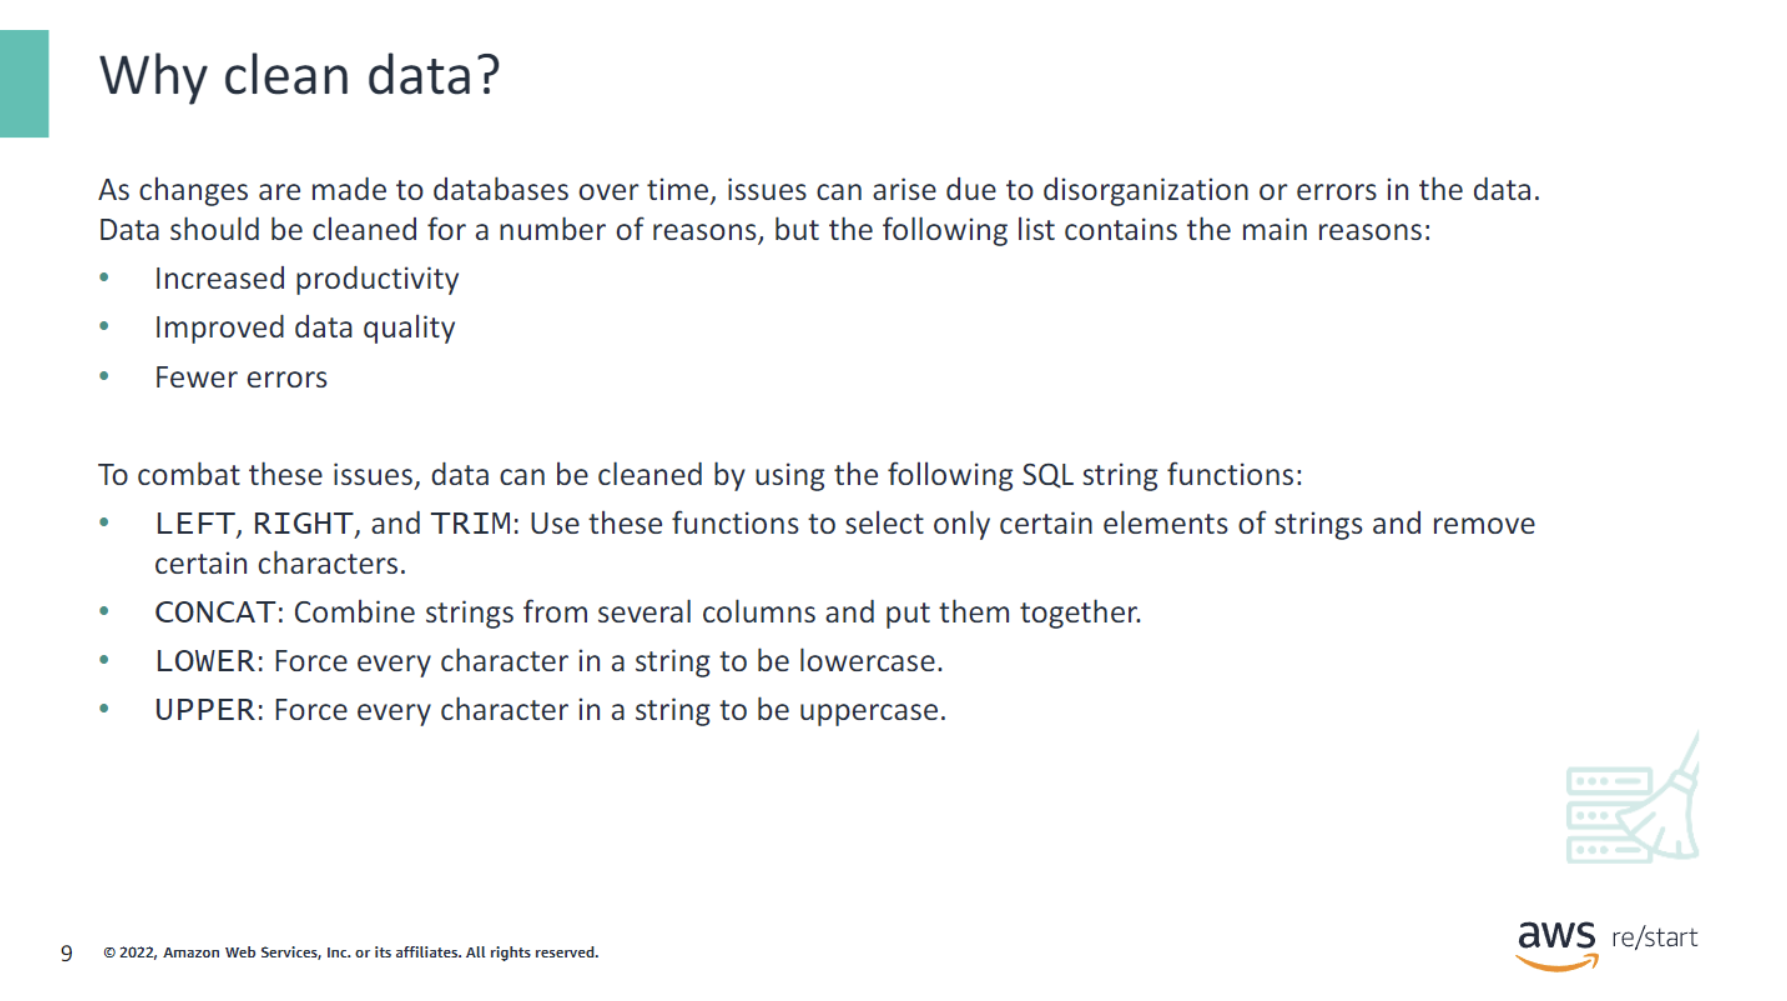 Why clean data?
As changes are made to databases over time, issues can arise due to disorganization or errors in the data.
Data should be cleaned for a number of reasons, but the following list contains the main reasons:
• Increased productivity
• Improved data quality
• Fewer errors
To combat these issues, data can be cleaned by using the following SQL string functions:
• LEFT, RIGHT, and TRIM: Use these functions to select only certain elements of strings and remove
certain characters.
• CONCAT: Combine strings from several columns and put them together.
• LOWER: Force every character in a string to be lowercase.
• UPPER: Force every character in a string to be uppercase.
9 © 2022, Amazon Web Services, Inc. or its affiliates. All rights reserved.
aws re/start